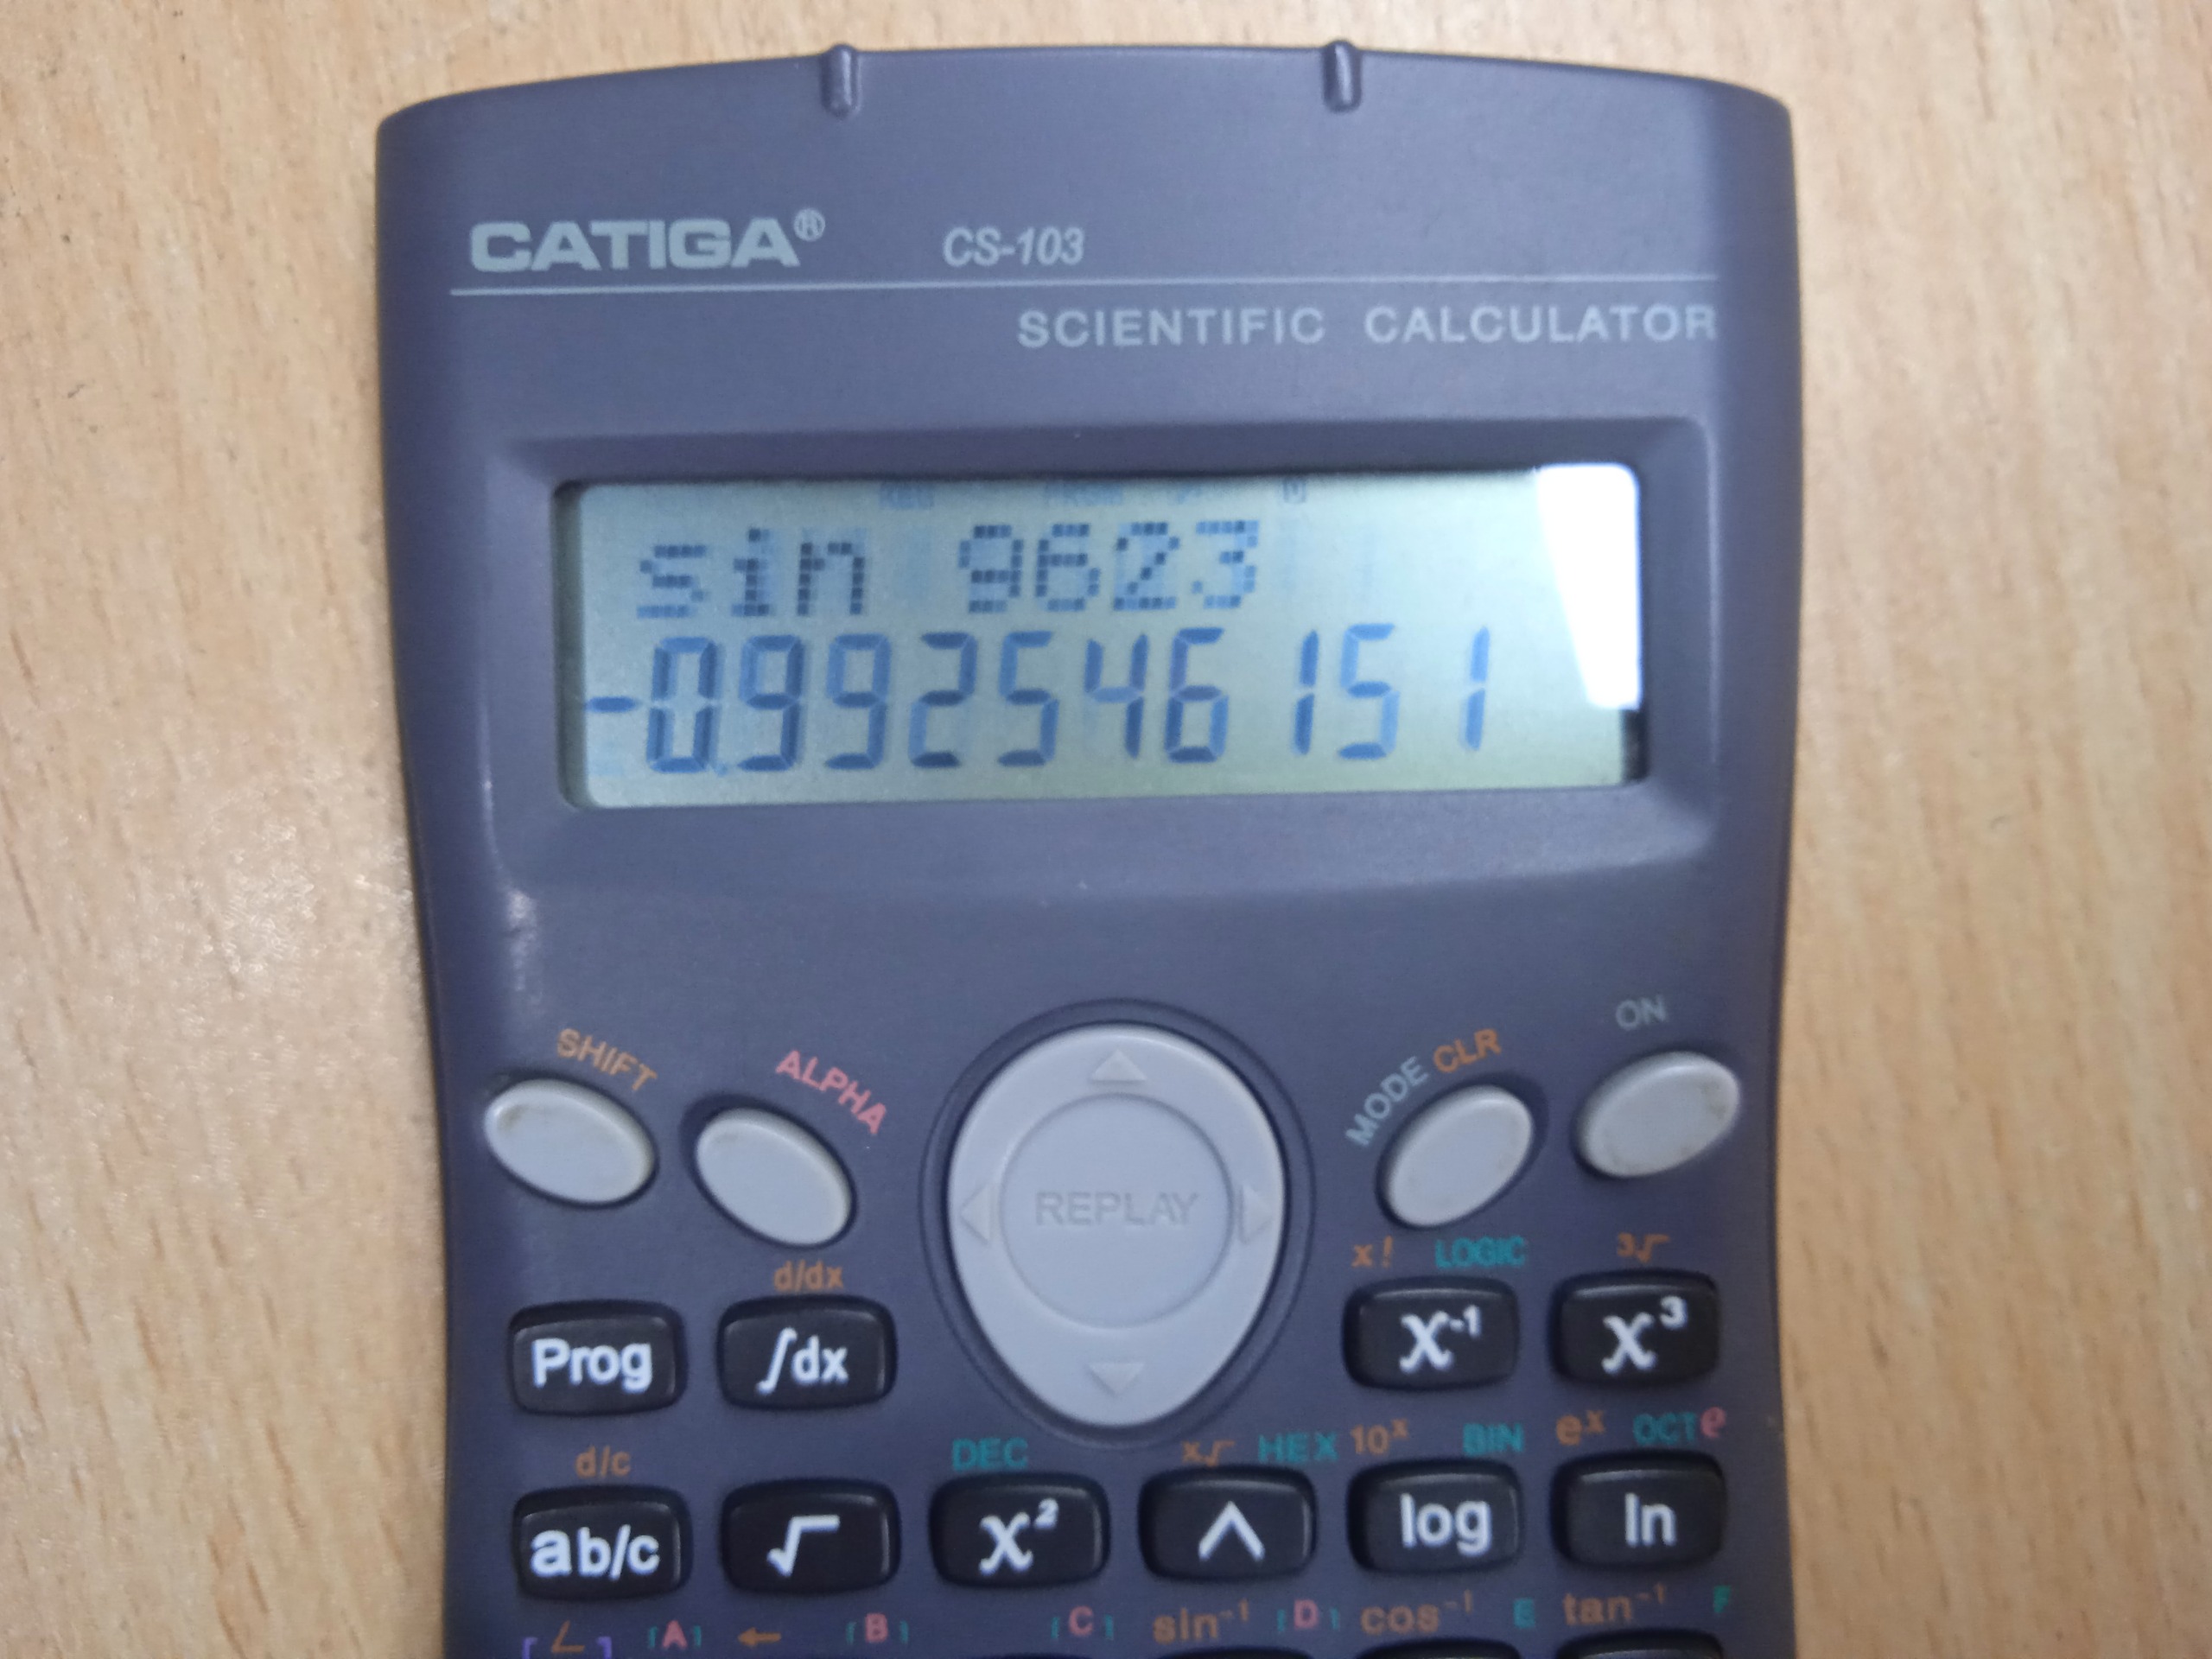 CATIGA® CS-103
SCIENTIFIC CALCULATOR
sin 9623
-0.992546151
SHIFT ALPHA MODE CLR ON
REPLAY
d/dx x! LOGIC ³√
Prog ∫dx X⁻¹ X³
d/c DEC x√ HEX 10ˣ BIN eˣ OCT e
ab/c √ X² ^ log ln
∠ A ← B C sin⁻¹ D cos⁻¹ E tan⁻¹ F